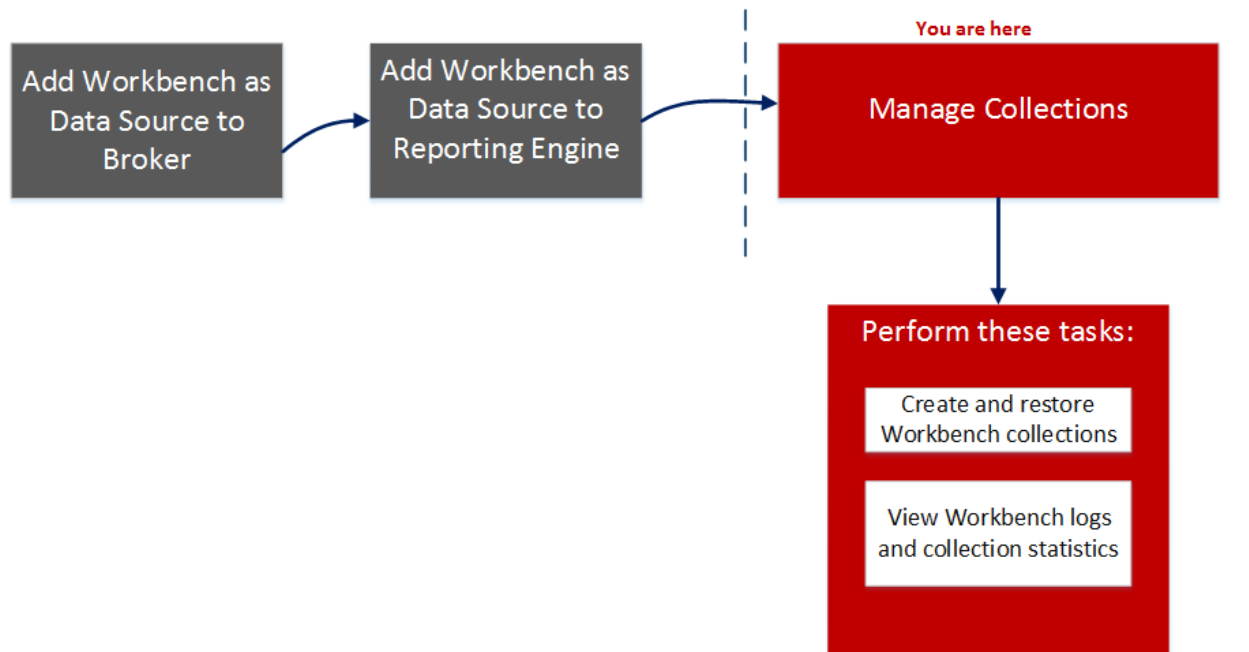 You are here
Add Workbench as
Data Source to
Broker
Add Workbench as
Data Source to
Reporting Engine
Manage Collections
Perform these tasks:
Create and restore
Workbench collections
View Workbench logs
and collection statistics